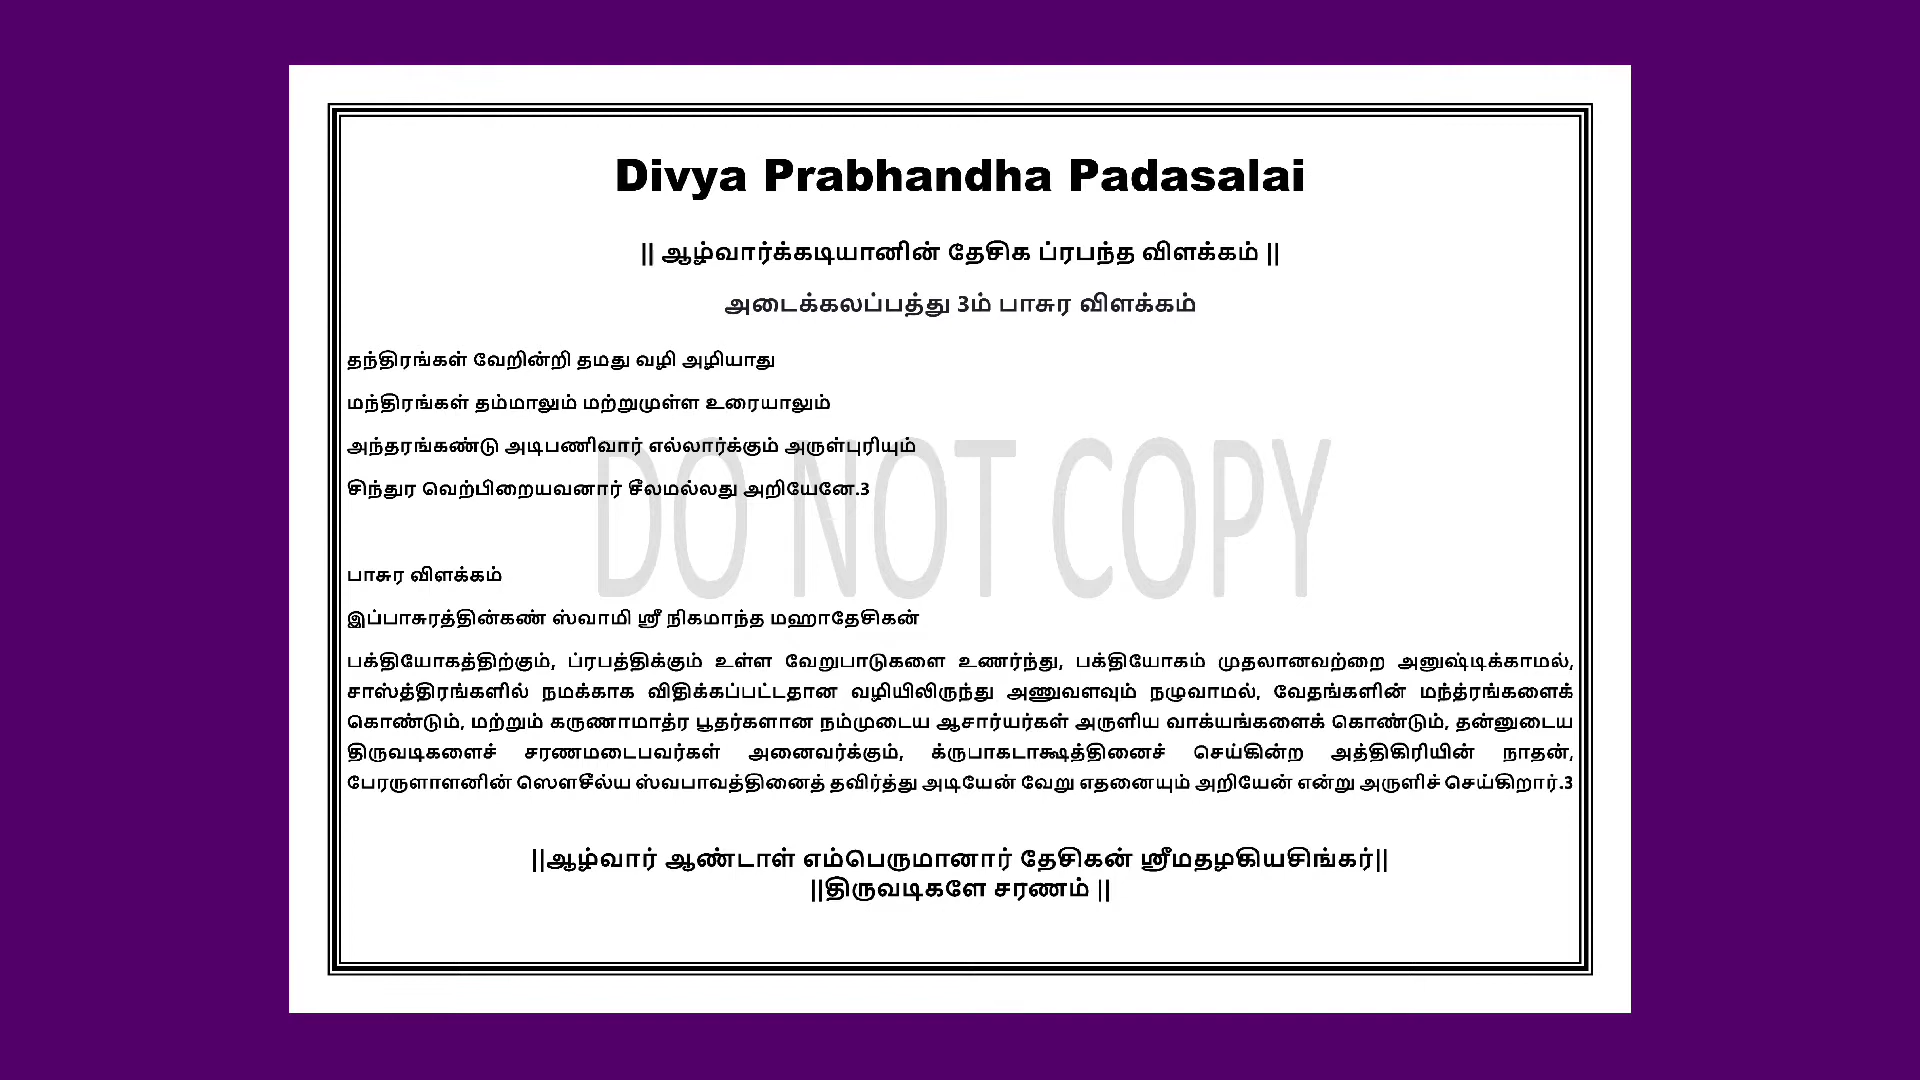 Divya Prabhandha Padasalai
|| ஆழ்வார்க்கடியானின் தேசிக ப்ரபந்த விளக்கம் ||
அடைக்கலப்பத்து 3ம் பாசுர விளக்கம்
தந்திரங்கள் வேறின்றி தமது வழி அழியாது
மந்திரங்கள் தம்மாலும் மற்றுமுள்ள உரையாலும்
அந்தரங்கண்டு அடிபணிவார் எல்லார்க்கும் அருள்புரியும்
சிந்துர வெற்பிறையவனார் சீலமல்லது அறியேனே.3
DO NOT COPY
பாசுர விளக்கம்
இப்பாசுரத்தின்கண் ஸ்வாமி ஸ்ரீ நிகமாந்த மஹாதேசிகன்
பக்தியோகத்திற்கும், ப்ரபத்திக்கும் உள்ள வேறுபாடுகளை உணர்ந்து, பக்தியோகம் முதலானவற்றை அனுஷ்டிக்காமல்,
சாஸ்த்திரங்களில் நமக்காக விதிக்கப்பட்டதான வழியிலிருந்து அணுவளவும் நழுவாமல், வேதங்களின் மந்த்ரங்களைக்
கொண்டும், மற்றும் கருணாமாத்ர பூதர்களான நம்முடைய ஆசார்யர்கள் அருளிய வாக்யங்களைக் கொண்டும், தன்னுடைய
திருவடிகளைச் சரணமடைபவர்கள் அனைவர்க்கும், க்ருபாகடாக்ஷத்தினைச் செய்கின்ற அத்திகிரியின் நாதன்,
பேரருளாளனின் ஸௌசீல்ய ஸ்வபாவத்தினைத் தவிர்த்து அடியேன் வேறு எதனையும் அறியேன் என்று அருளிச் செய்கிறார்.3
||ஆழ்வார் ஆண்டாள் எம்பெருமானார் தேசிகன் ஸ்ரீமதழகியசிங்கர்||
||திருவடிகளே சரணம் ||